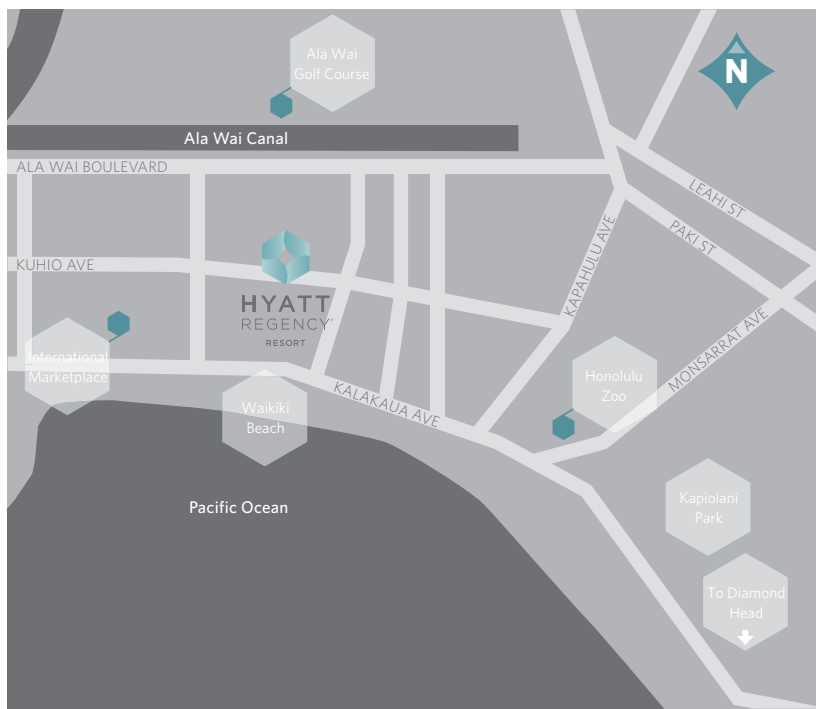 Ala Wai
Golf Course
N
Ala Wai Canal
ALA WAI BOULEVARD
LEAHI ST
PAKI ST
KAPAHULU AVE
KUHIO AVE
HYATT
REGENCY®
RESORT
MONSARRAT AVE
International
Marketplace
Honolulu
Zoo
KALAKAUA AVE
Waikiki
Beach
Kapiolani
Park
Pacific Ocean
To Diamond
Head